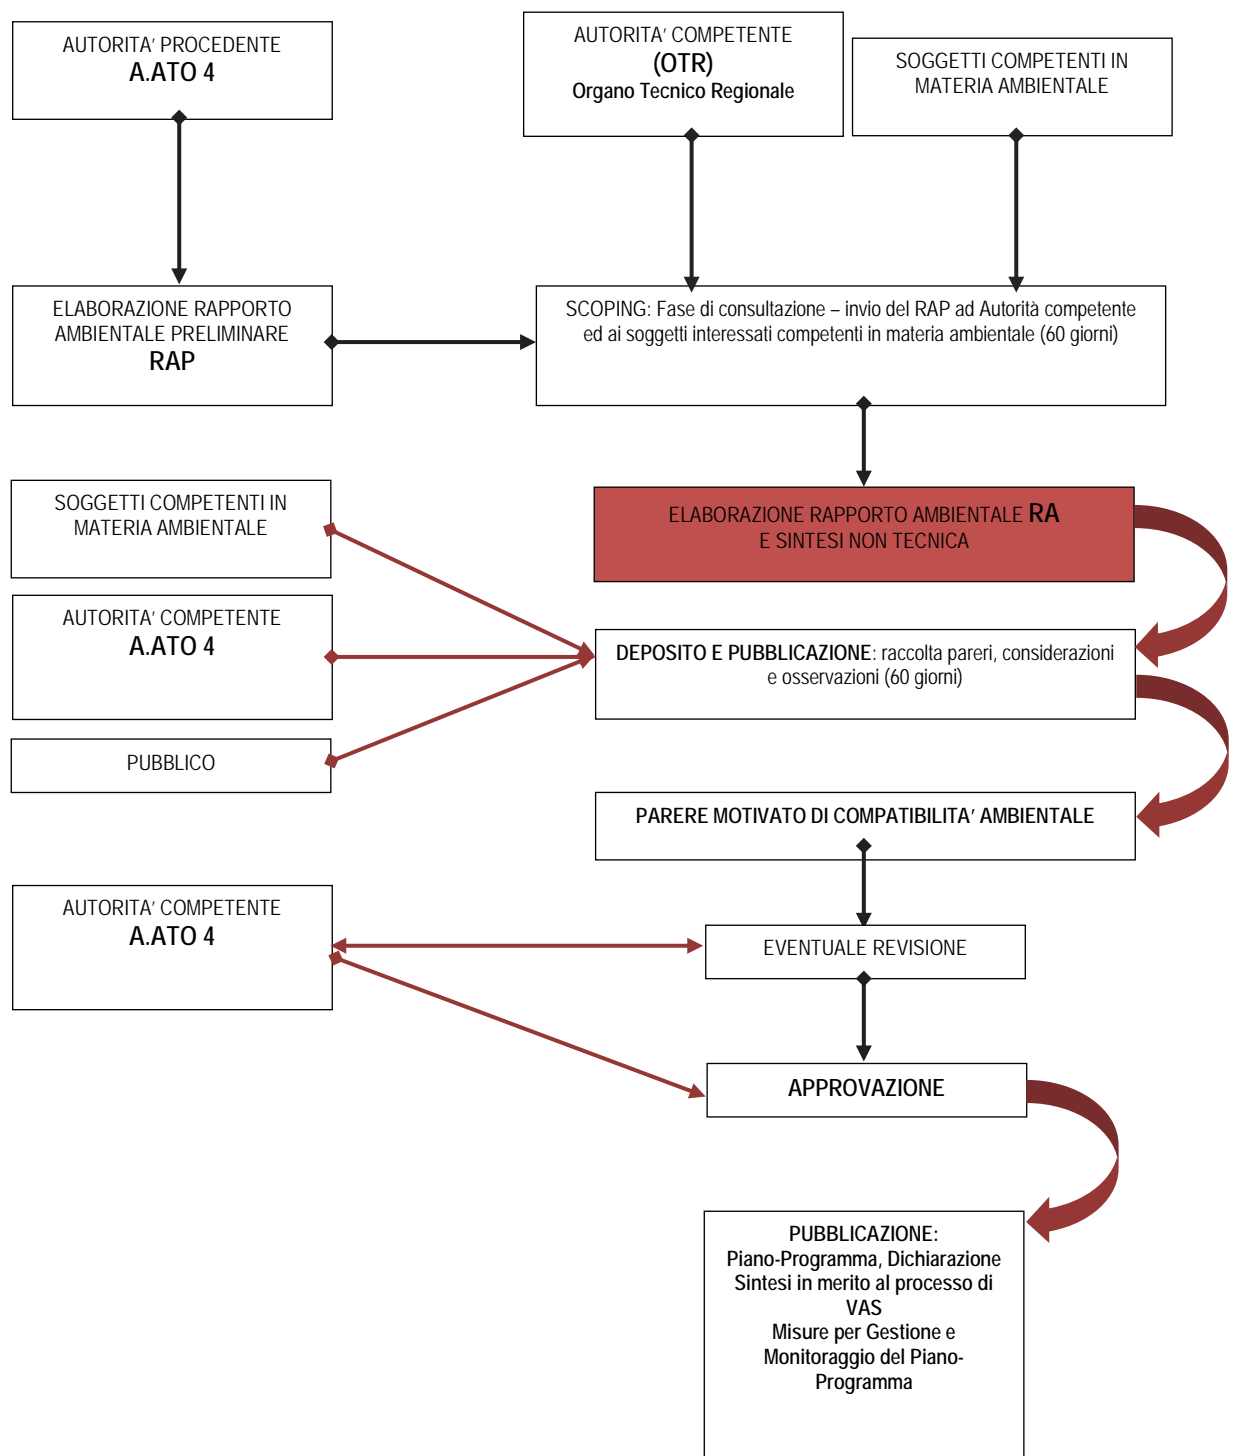 AUTORITA' PROCEDENTE
A.ATO 4
AUTORITA' COMPETENTE
(OTR)
Organo Tecnico Regionale
SOGGETTI COMPETENTI IN
MATERIA AMBIENTALE
ELABORAZIONE RAPPORTO
AMBIENTALE PRELIMINARE
RAP
SCOPING: Fase di consultazione – invio del RAP ad Autorità competente
ed ai soggetti interessati competenti in materia ambientale (60 giorni)
SOGGETTI COMPETENTI IN
MATERIA AMBIENTALE
ELABORAZIONE RAPPORTO AMBIENTALE RA
E SINTESI NON TECNICA
AUTORITA' COMPETENTE
A.ATO 4
DEPOSITO E PUBBLICAZIONE: raccolta pareri, considerazioni
e osservazioni (60 giorni)
PUBBLICO
PARERE MOTIVATO DI COMPATIBILITA' AMBIENTALE
AUTORITA' COMPETENTE
A.ATO 4
EVENTUALE REVISIONE
APPROVAZIONE
PUBBLICAZIONE:
Piano-Programma, Dichiarazione
Sintesi in merito al processo di
VAS
Misure per Gestione e
Monitoraggio del Piano-
Programma